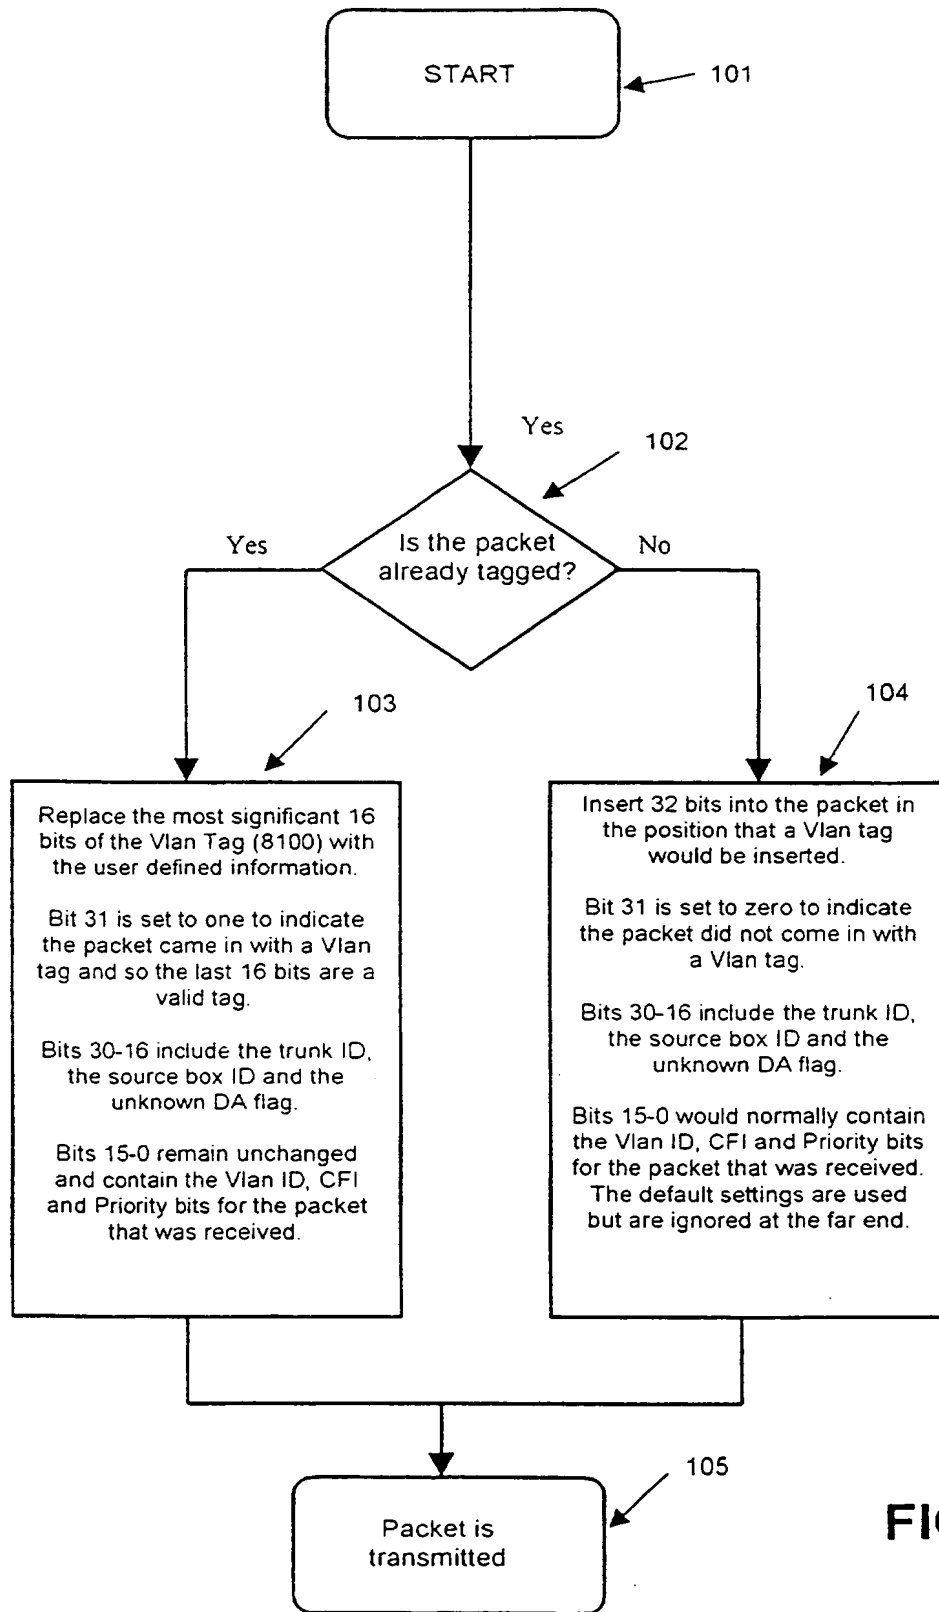 START
101
Yes
102
Is the packet
already tagged?
Yes
No
103
104
Replace the most significant 16
bits of the Vlan Tag (8100) with
the user defined information.
Bit 31 is set to one to indicate
the packet came in with a Vlan
tag and so the last 16 bits are a
valid tag.
Bits 30-16 include the trunk ID,
the source box ID and the
unknown DA flag.
Bits 15-0 remain unchanged
and contain the Vlan ID, CFI
and Priority bits for the packet
that was received.
Insert 32 bits into the packet in
the position that a Vlan tag
would be inserted.
Bit 31 is set to zero to indicate
the packet did not come in with
a Vlan tag.
Bits 30-16 include the trunk ID,
the source box ID and the
unknown DA flag.
Bits 15-0 would normally contain
the Vlan ID, CFI and Priority bits
for the packet that was received.
The default settings are used
but are ignored at the far end.
105
Packet is
transmitted